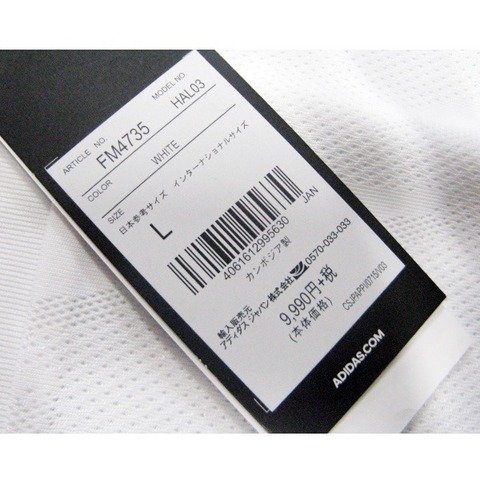 ARTICLE NO. MODEL NO
FM4735 HAL03
COLOR WHITE
SIZE 日本参考サイズ インターナショナルサイズ
L
JAN
4061612995630
カンボジア製
輸入販売元
アディダス ジャパン株式会社 0570-033-033
9,990円+税
(本体価格)
CSJPAPPW0715V03
ADIDAS.COM